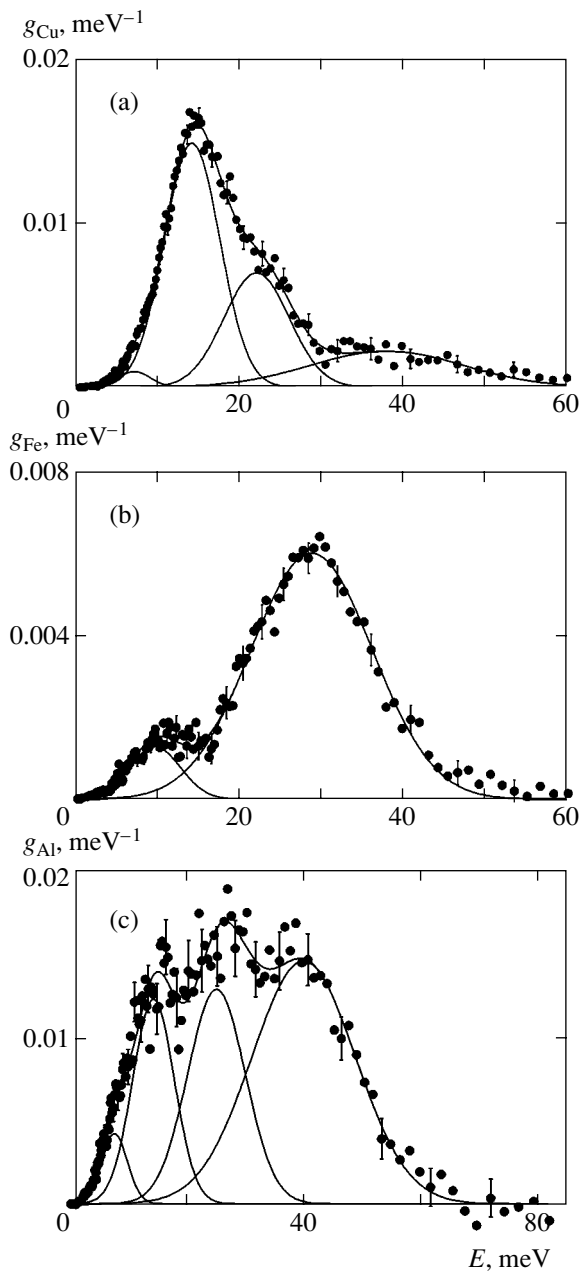 g_Cu, meV⁻¹
0.02
(a)
0.01
0 20 40 60
g_Fe, meV⁻¹
0.008
(b)
0.004
0 20 40 60
g_Al, meV⁻¹
0.02
(c)
0.01
0 40 80
E, meV